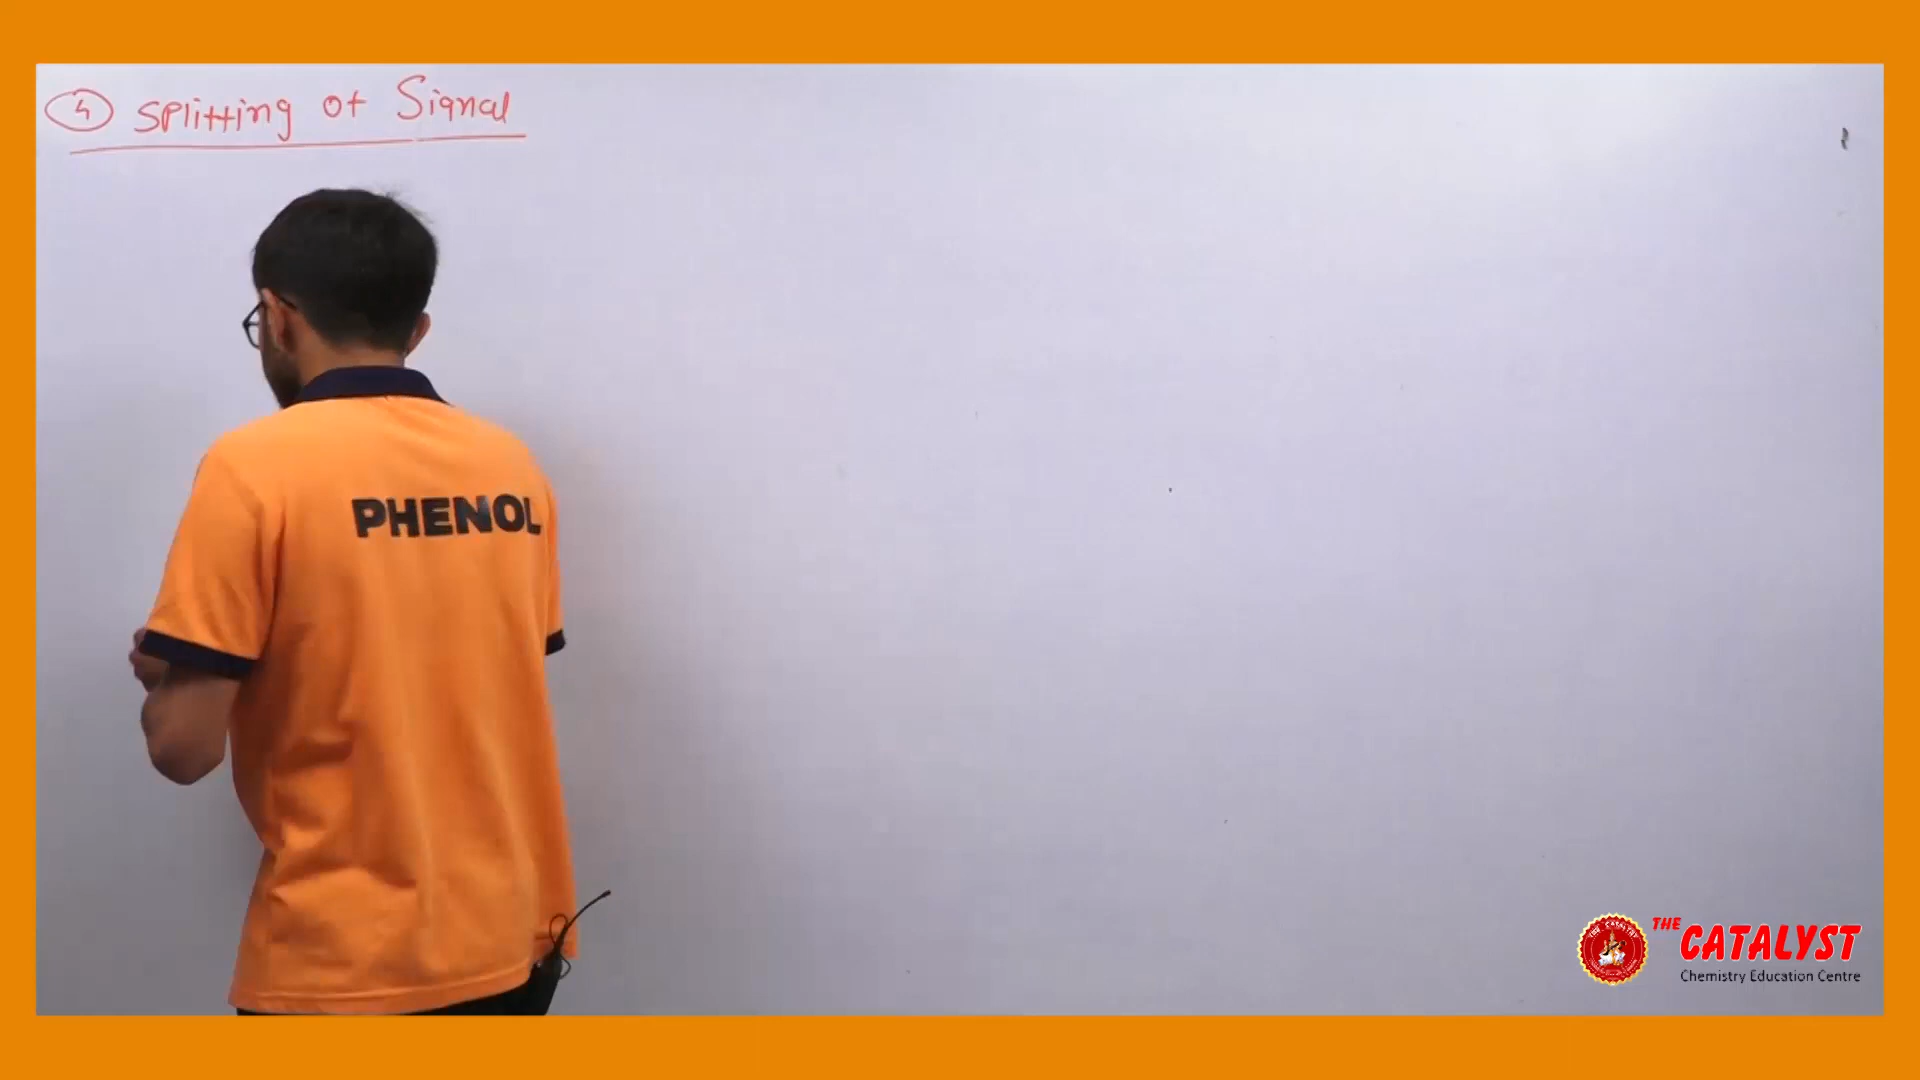 4 Splitting of Signal
PHENOL
THE CATALYST
Chemistry Education Centre